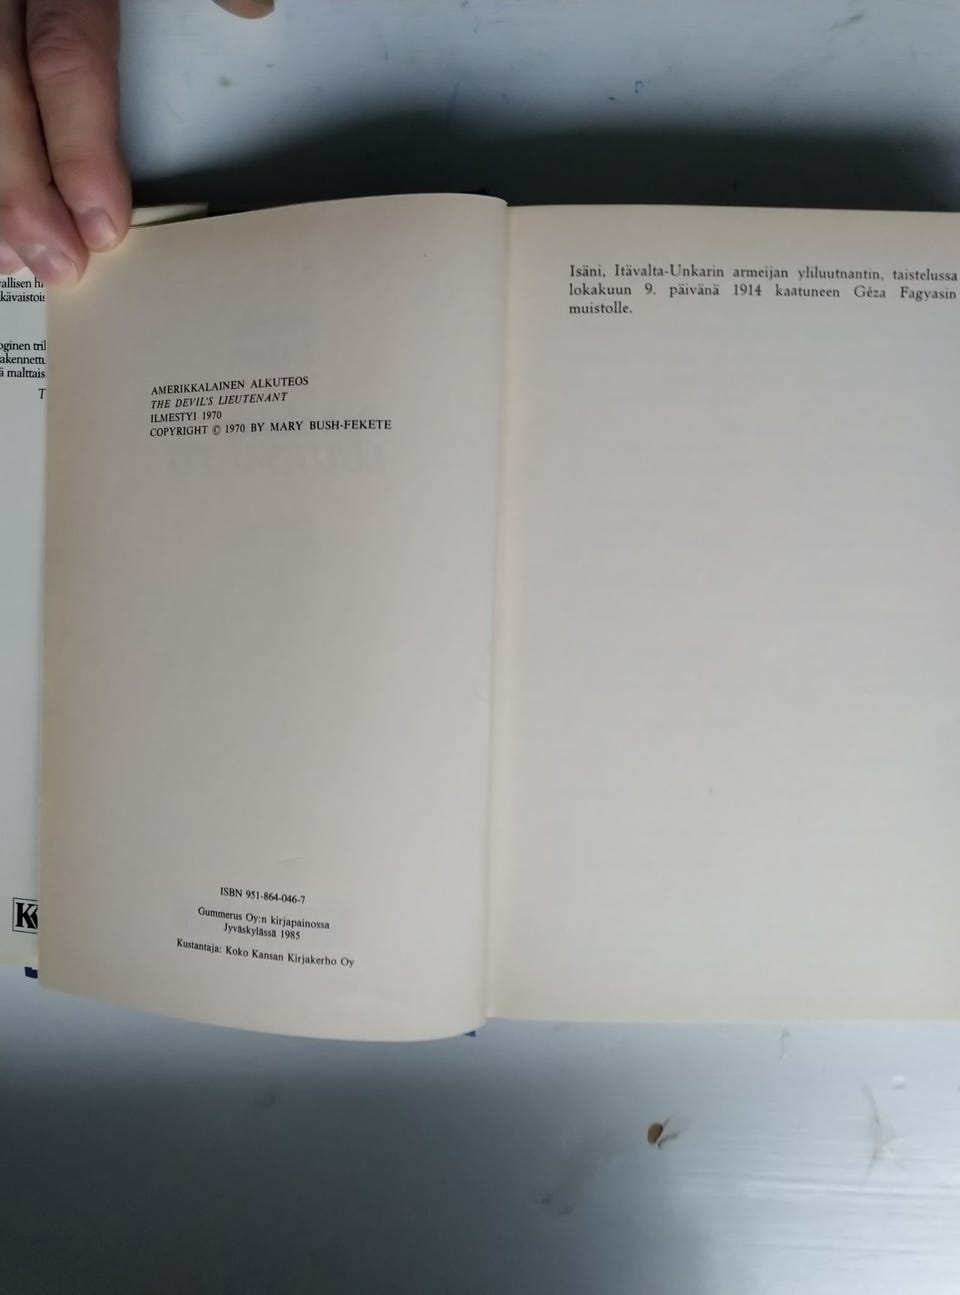 AMERIKKALAINEN ALKUTEOS
THE DEVIL'S LIEUTENANT
ILMESTYI 1970
COPYRIGHT © 1970 BY MARY BUSH-FEKETE
ISBN 951-864-046-7
Gummerus Oy:n kirjapainossa
Jyväskylässä 1985
Kustantaja: Koko Kansan Kirjakerho Oy
Isäni, Itävalta-Unkarin armeijan yliluutnantin, taistelussa
lokakuun 9. päivänä 1914 kaatuneen Géza Fagyasin
muistolle.